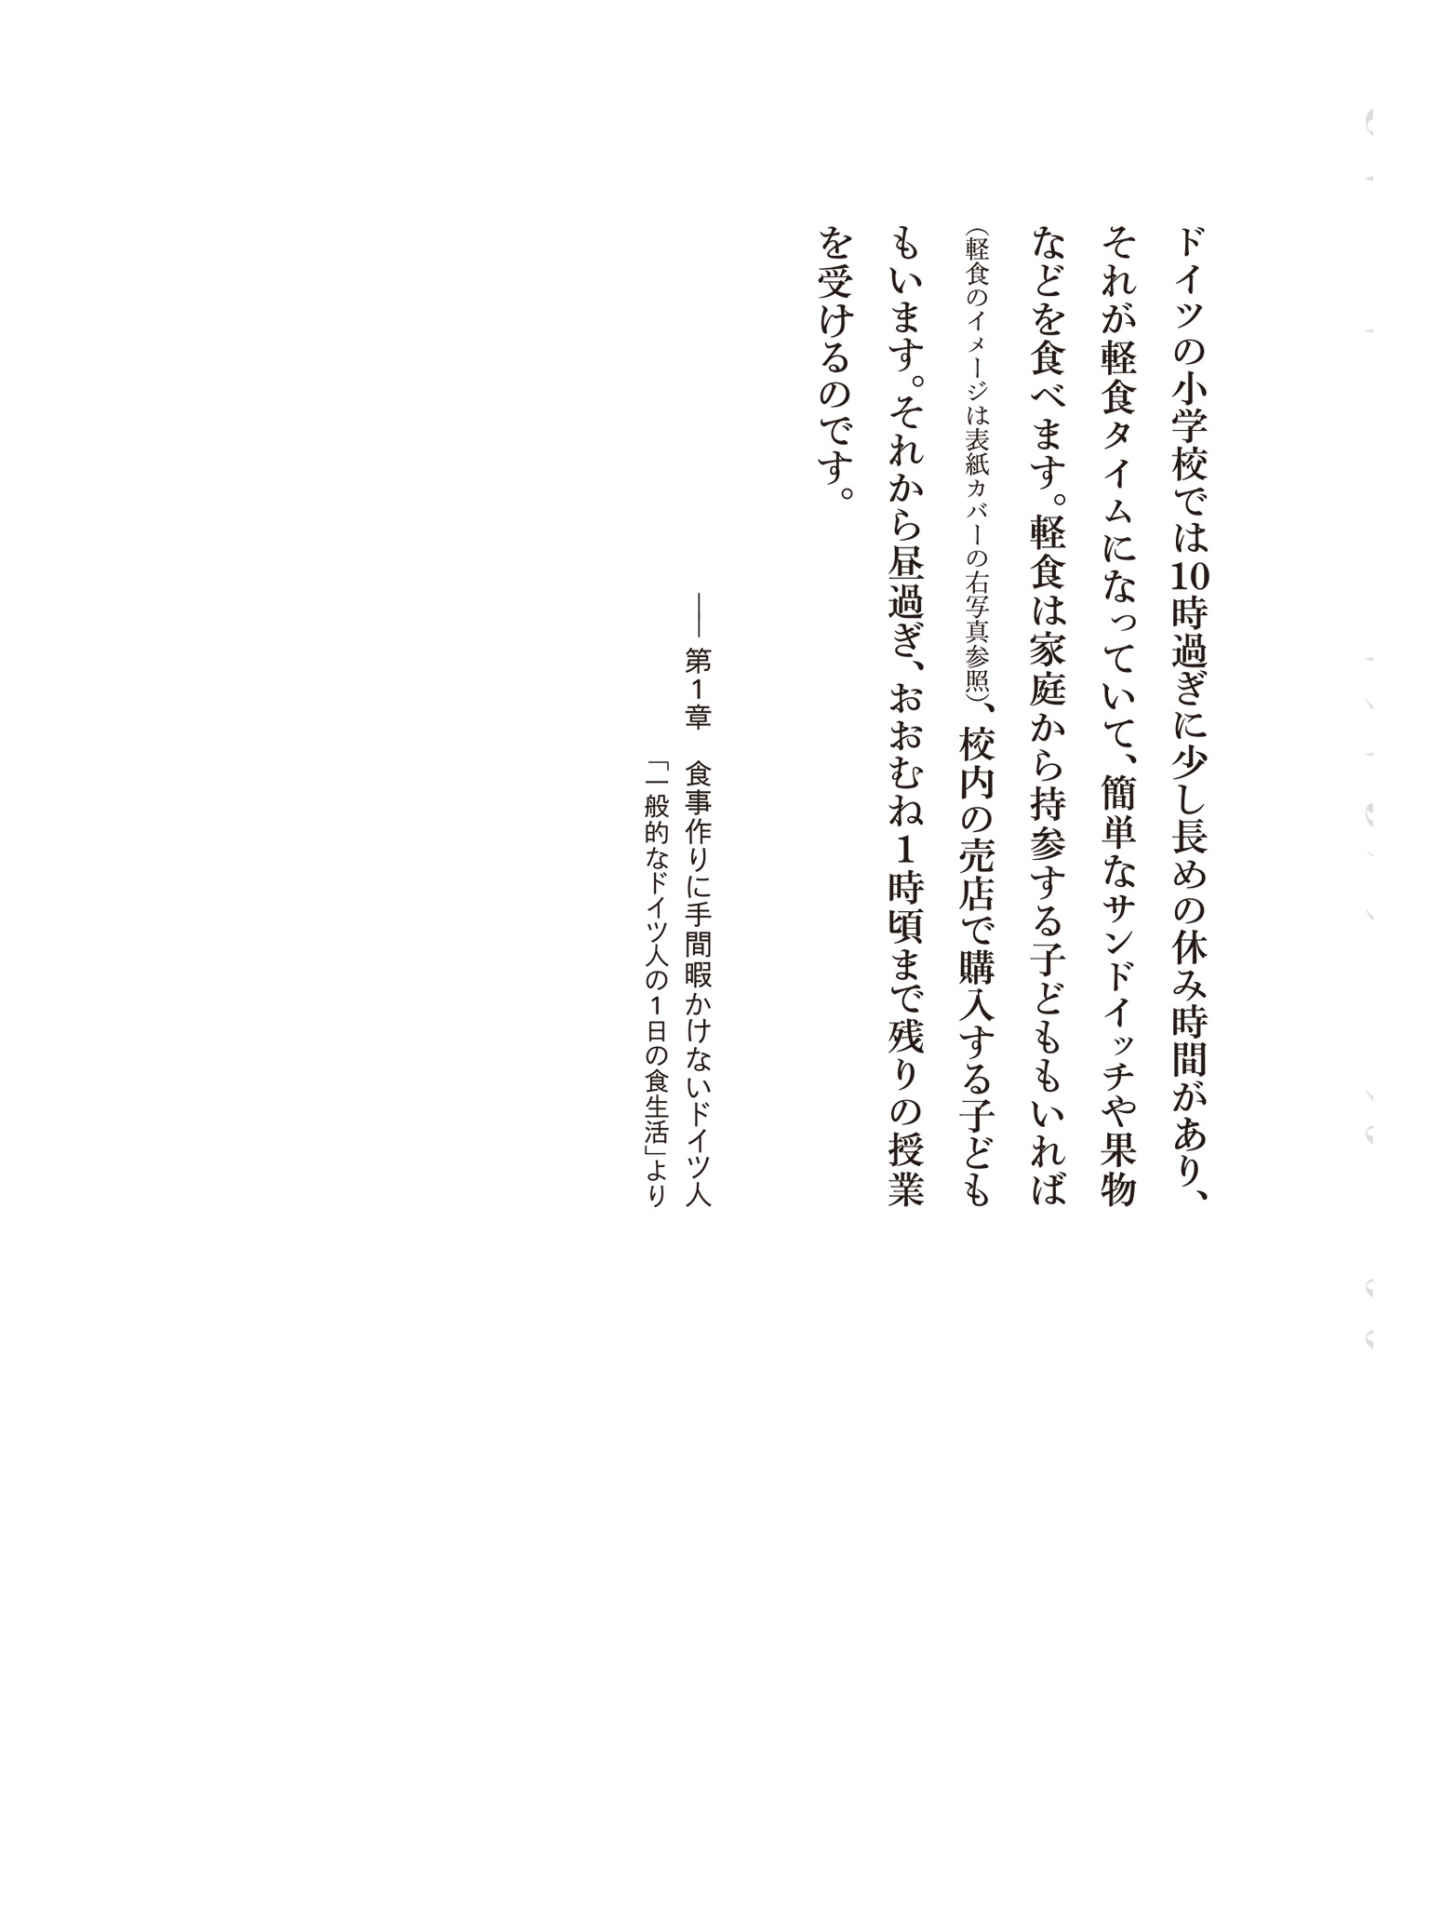 ドイツの小学校では10時過ぎに少し長めの休み時間があり、
それが軽食タイムになっていて、簡単なサンドイッチや果物
などを食べます。軽食は家庭から持参する子どももいれば
（軽食のイメージは表紙カバーの右写真参照）、校内の売店で購入する子ども
もいます。それから昼過ぎ、おおむね1時頃まで残りの授業
を受けるのです。
――第1章　食事作りに手間暇かけないドイツ人
「一般的なドイツ人の1日の食生活」より